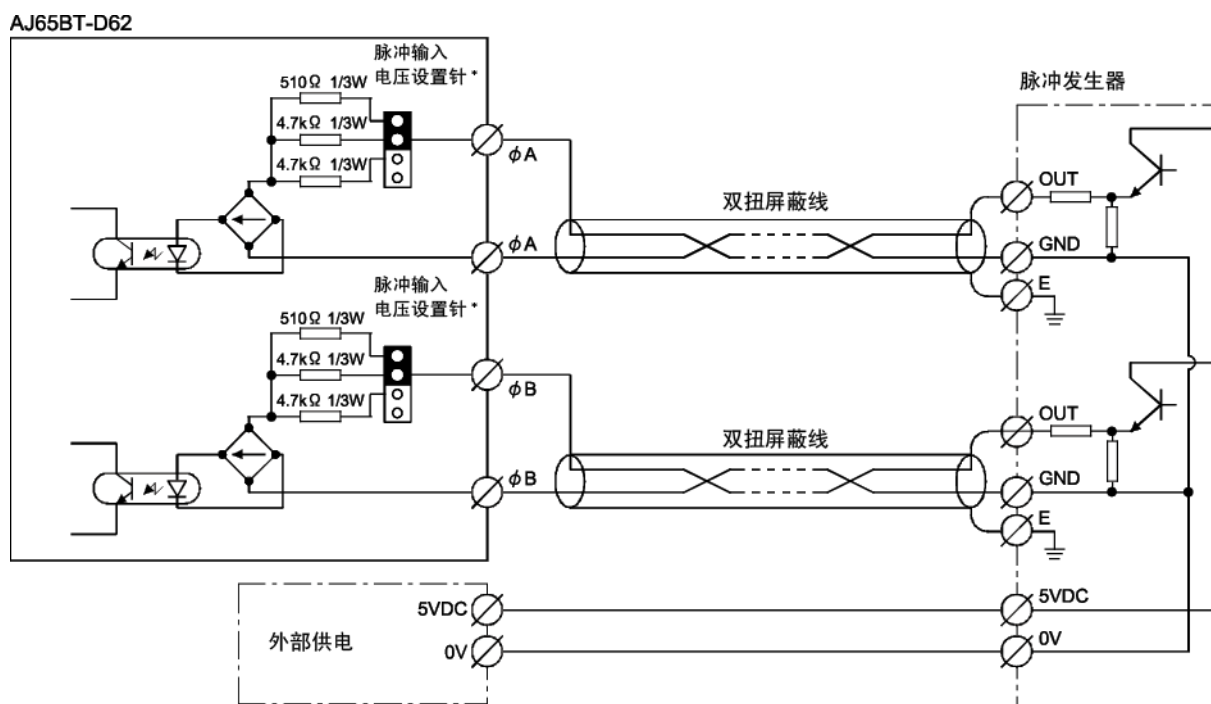 AJ65BT-D62
脉冲输入
电压设置针*
510Ω 1/3W
4.7kΩ 1/3W
4.7kΩ 1/3W
ϕA
ϕA
双扭屏蔽线
脉冲发生器
OUT
GND
E
脉冲输入
电压设置针*
510Ω 1/3W
4.7kΩ 1/3W
4.7kΩ 1/3W
ϕB
ϕB
双扭屏蔽线
OUT
GND
E
外部供电
5VDC
0V
5VDC
0V